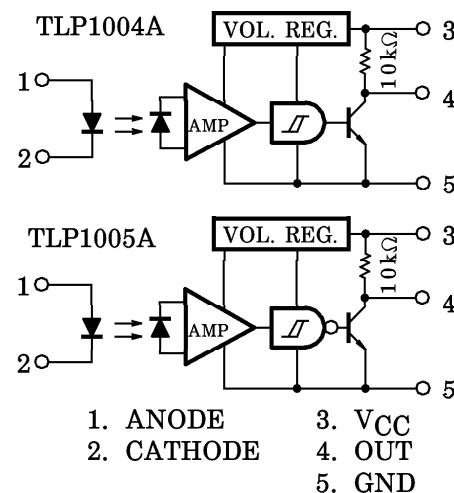 TLP1004A
VOL. REG.
10kΩ
3
1
AMP
4
2
5
TLP1005A
VOL. REG.
10kΩ
3
1
AMP
4
2
5
1. ANODE
2. CATHODE
3. VCC
4. OUT
5. GND